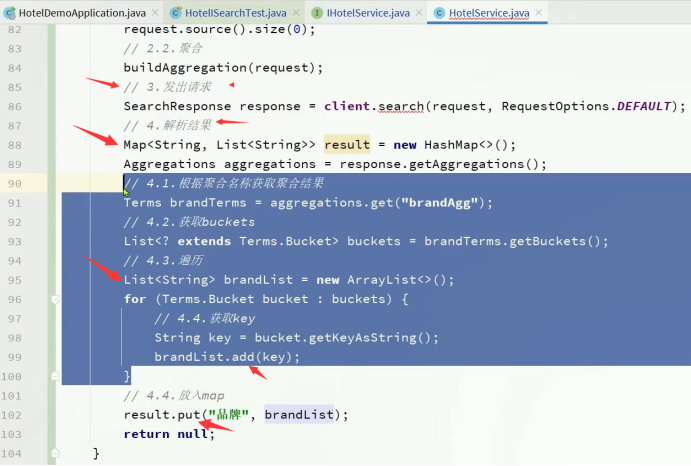 HotelDemoApplication.java HotelISearchTest.java IHotelService.java HotelService.java
82 request.source().size(0);
83 // 2.2.聚合
84 buildAggregation(request);
85 // 3.发出请求
86 SearchResponse response = client.search(request, RequestOptions.DEFAULT);
87 // 4.解析结果
88 Map<String, List<String>> result = new HashMap<>();
89 Aggregations aggregations = response.getAggregations();
90 // 4.1.根据聚合名称获取聚合结果
91 Terms brandTerms = aggregations.get("brandAgg");
92 // 4.2.获取buckets
93 List<? extends Terms.Bucket> buckets = brandTerms.getBuckets();
94 // 4.3.遍历
95 List<String> brandList = new ArrayList<>();
96 for (Terms.Bucket bucket : buckets) {
97 // 4.4.获取key
98 String key = bucket.getKeyAsString();
99 brandList.add(key);
100 }
101 // 4.4.放入map
102 result.put("品牌", brandList);
103 return null;
104 }